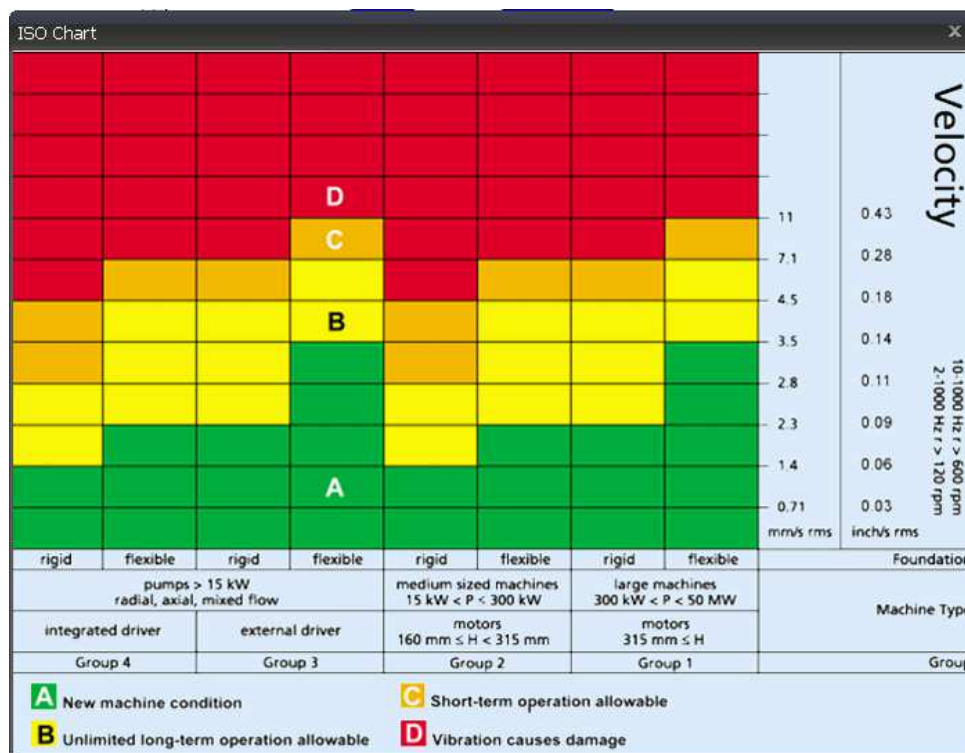 ISO Chart
x
D
C
B
A
11
7.1
4.5
3.5
2.8
2.3
1.4
0.71
mm/s rms
0.43
0.28
0.18
0.14
0.11
0.09
0.06
0.03
inch/s rms
Velocity
10-1000 Hz r > 600 rpm
2-1000 Hz r > 120 rpm
rigid flexible rigid flexible rigid flexible rigid flexible Foundation
pumps > 15 kW
radial, axial, mixed flow
medium sized machines
15 kW < P ≤ 300 kW
large machines
300 kW < P < 50 MW
Machine Type
integrated driver
external driver
motors
160 mm ≤ H < 315 mm
motors
315 mm ≤ H
Group 4 Group 3 Group 2 Group 1 Group
A New machine condition
C Short-term operation allowable
B Unlimited long-term operation allowable
D Vibration causes damage